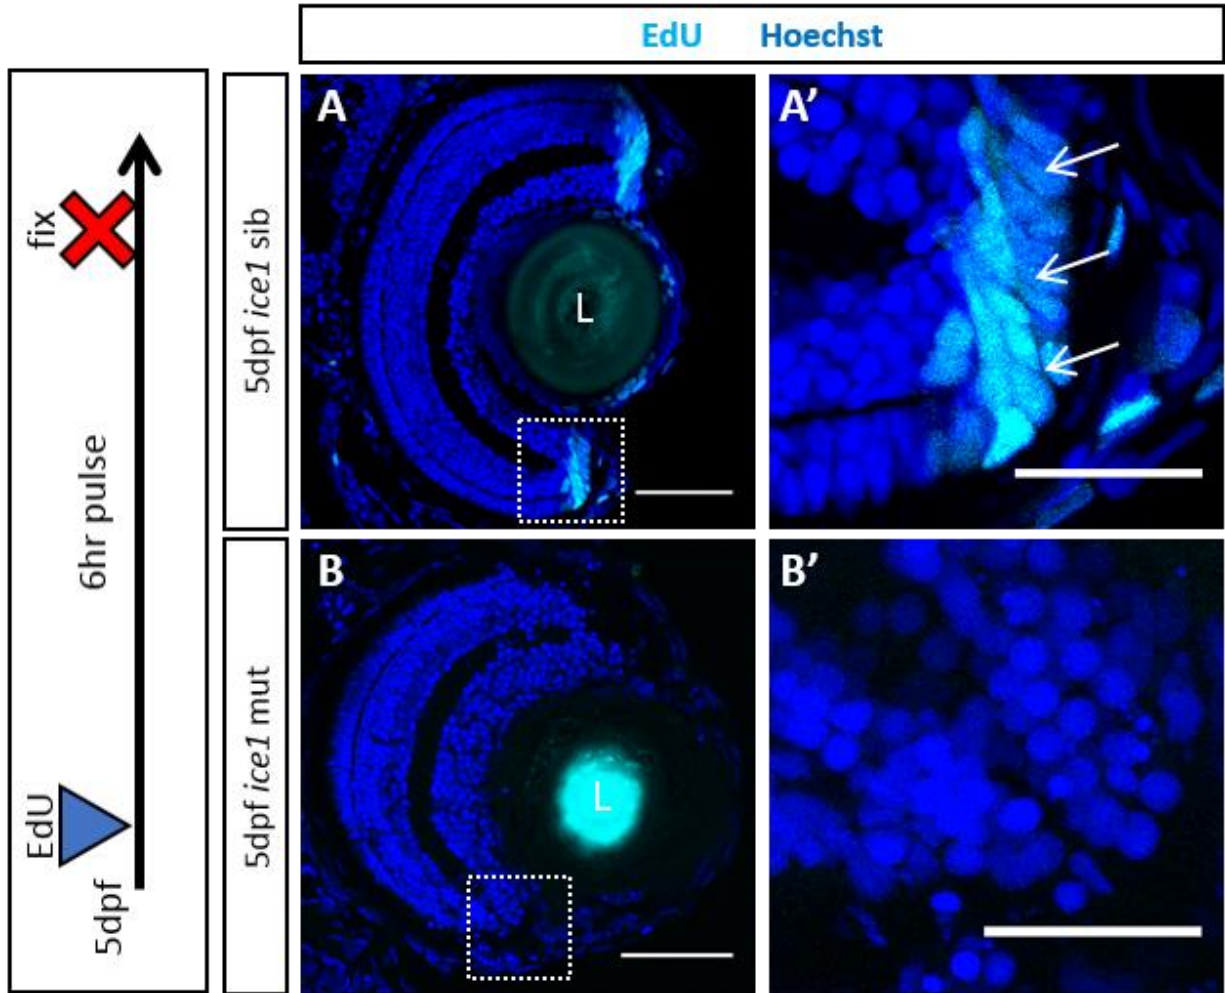 EdU Hoechst
fix
6hr pulse
EdU
5dpf
5dpf ice1 sib
A
L
A’
5dpf ice1 mut
B
L
B’